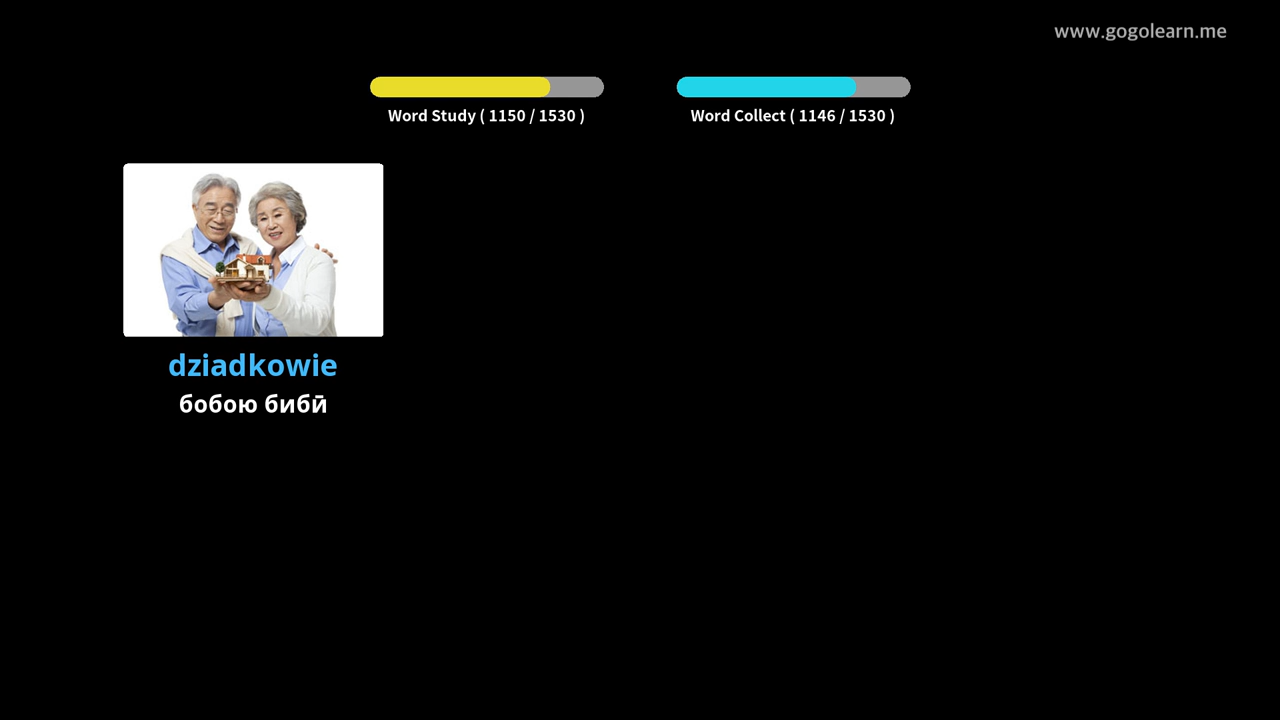 www.gogolearn.me
Word Study ( 1150 / 1530 )
Word Collect ( 1146 / 1530 )
dziadkowie
бобою бибӣ